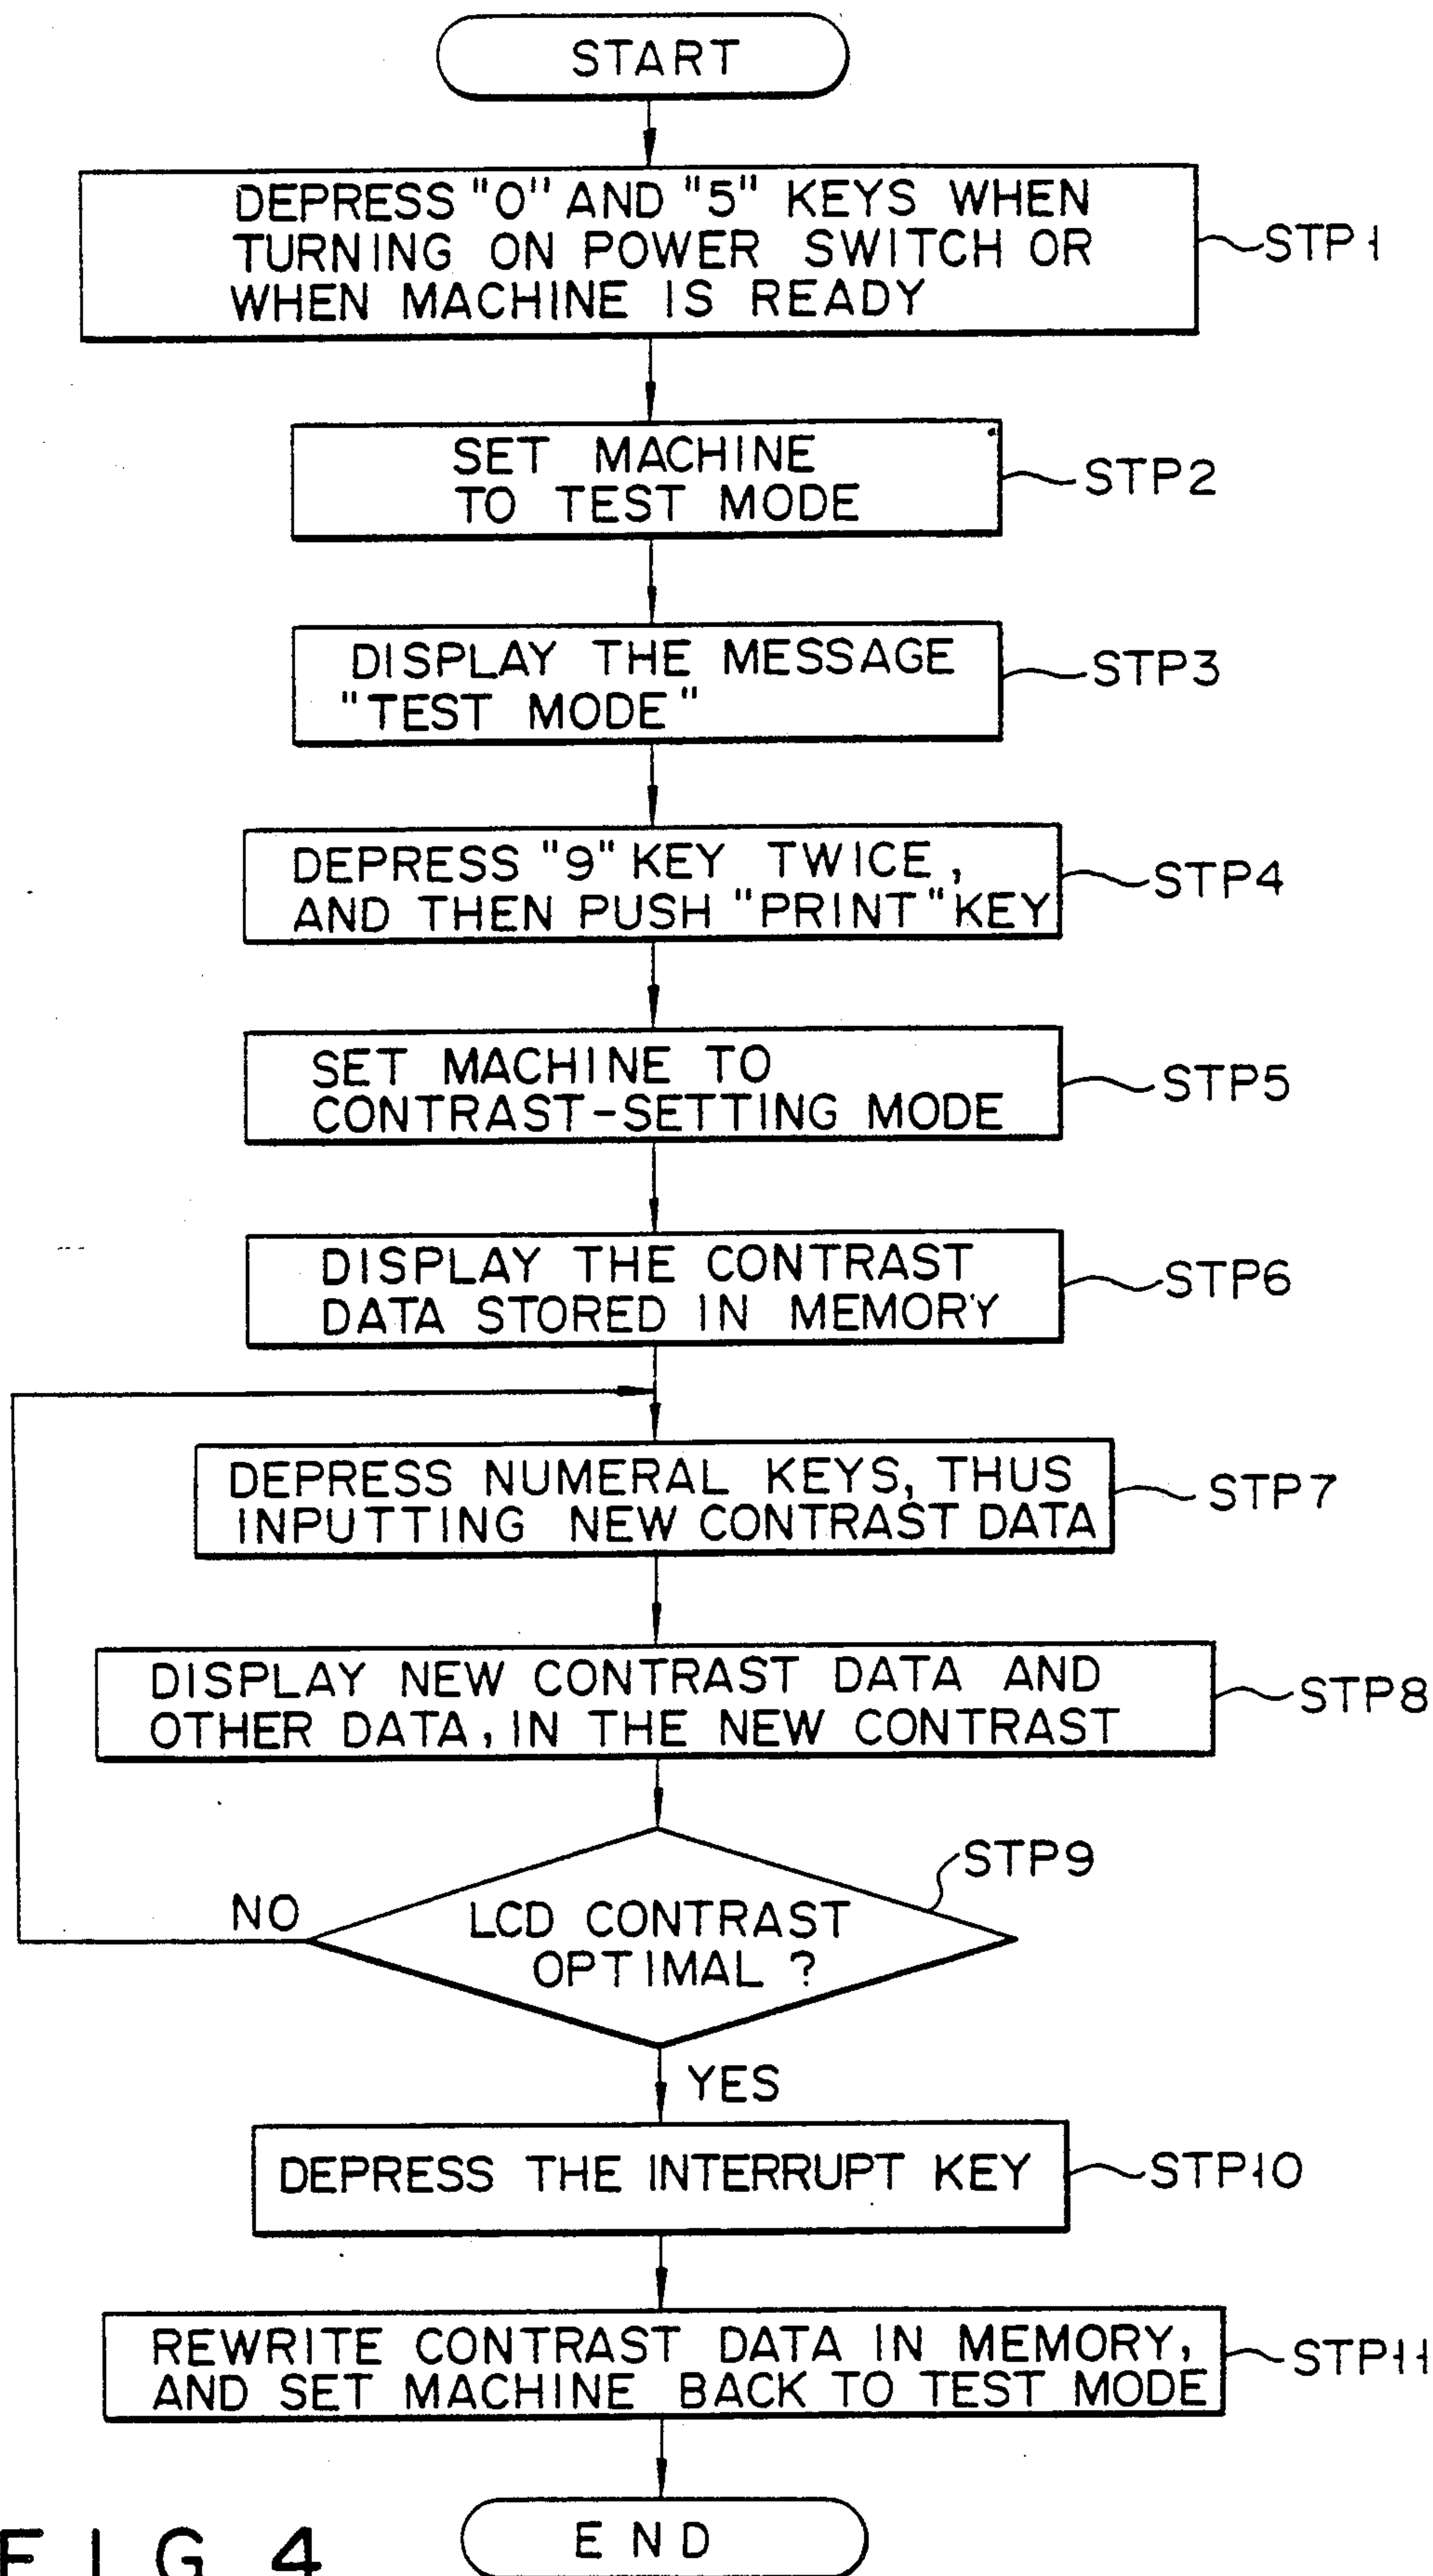 START
DEPRESS "0" AND "5" KEYS WHEN
TURNING ON POWER SWITCH OR
WHEN MACHINE IS READY
STP1
SET MACHINE
TO TEST MODE
STP2
DISPLAY THE MESSAGE
"TEST MODE"
STP3
DEPRESS "9" KEY TWICE,
AND THEN PUSH "PRINT" KEY
STP4
SET MACHINE TO
CONTRAST-SETTING MODE
STP5
DISPLAY THE CONTRAST
DATA STORED IN MEMORY
STP6
DEPRESS NUMERAL KEYS, THUS
INPUTTING NEW CONTRAST DATA
STP7
DISPLAY NEW CONTRAST DATA AND
OTHER DATA, IN THE NEW CONTRAST
STP8
STP9
NO
LCD CONTRAST
OPTIMAL ?
YES
DEPRESS THE INTERRUPT KEY
STP10
REWRITE CONTRAST DATA IN MEMORY,
AND SET MACHINE BACK TO TEST MODE
STP11
END
FIG 4